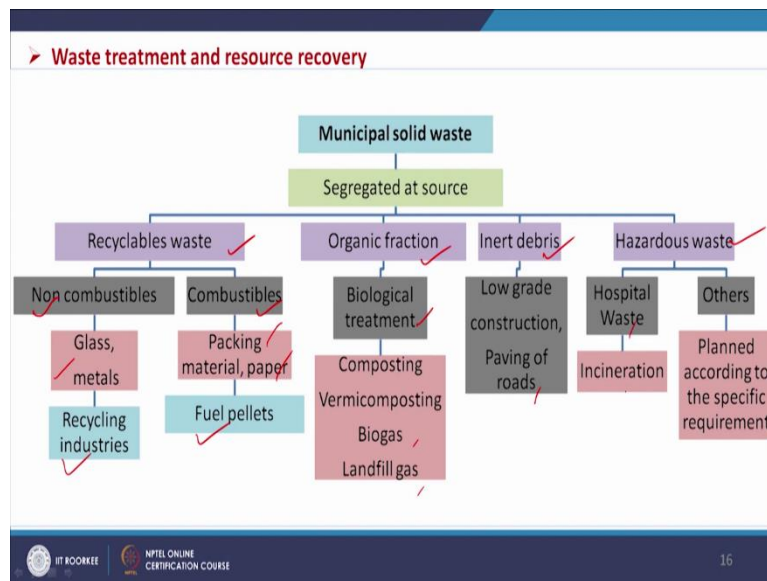 Waste treatment and resource recovery
Municipal solid waste
Segregated at source
Recyclables waste
Organic fraction
Inert debris
Hazardous waste
Non combustibles
Combustibles
Biological
treatment
Low grade
construction,
Paving of
roads
Hospital
Waste
Others
Glass,
metals
Packing
material, paper
Composting
Vermicomposting
Biogas
Landfill gas
Incineration
Planned
according to
the specific
requirement
Recycling
industries
Fuel pellets
IIT ROORKEE
NPTEL ONLINE
CERTIFICATION COURSE
16